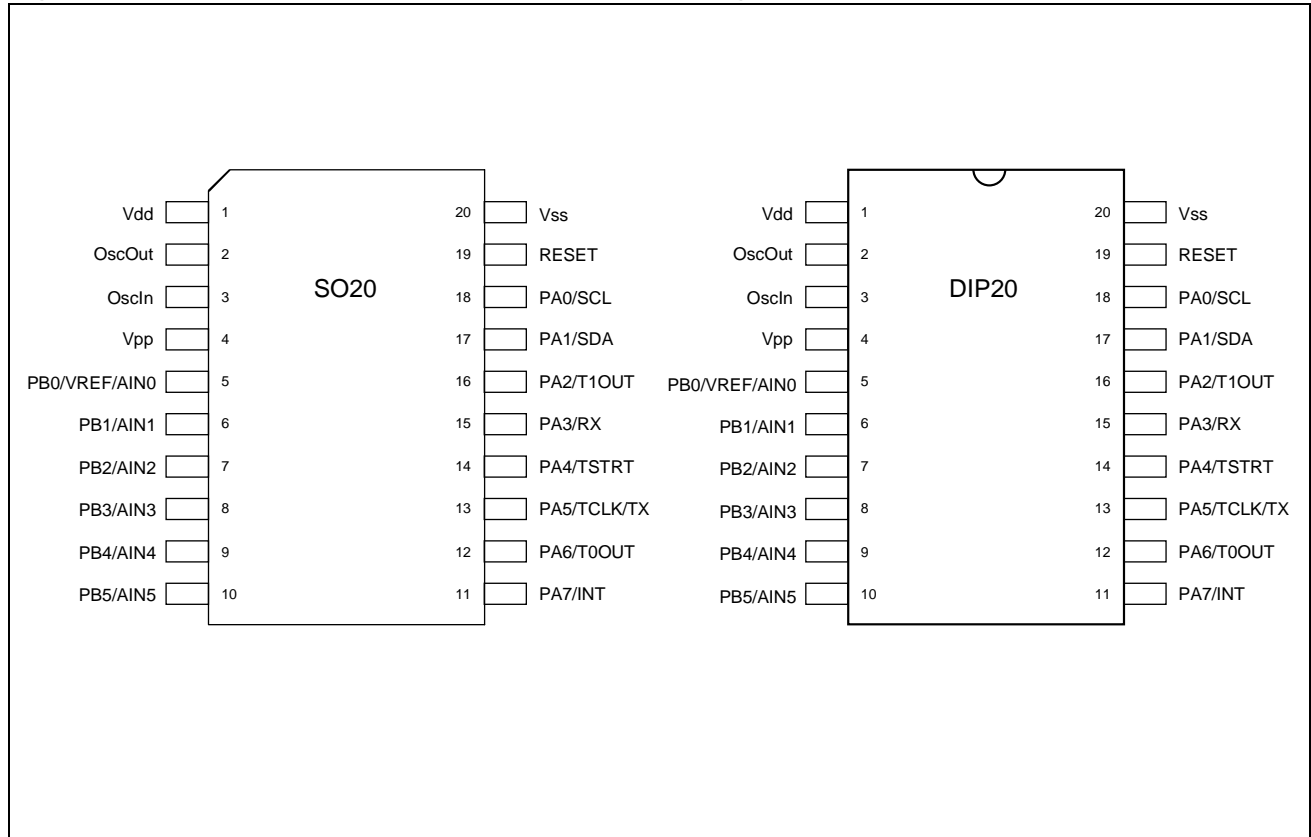 SO20
Vdd 1 20 Vss
OscOut 2 19 RESET
OscIn 3 18 PA0/SCL
Vpp 4 17 PA1/SDA
PB0/VREF/AIN0 5 16 PA2/T1OUT
PB1/AIN1 6 15 PA3/RX
PB2/AIN2 7 14 PA4/TSTRT
PB3/AIN3 8 13 PA5/TCLK/TX
PB4/AIN4 9 12 PA6/T0OUT
PB5/AIN5 10 11 PA7/INT
DIP20
Vdd 1 20 Vss
OscOut 2 19 RESET
OscIn 3 18 PA0/SCL
Vpp 4 17 PA1/SDA
PB0/VREF/AIN0 5 16 PA2/T1OUT
PB1/AIN1 6 15 PA3/RX
PB2/AIN2 7 14 PA4/TSTRT
PB3/AIN3 8 13 PA5/TCLK/TX
PB4/AIN4 9 12 PA6/T0OUT
PB5/AIN5 10 11 PA7/INT